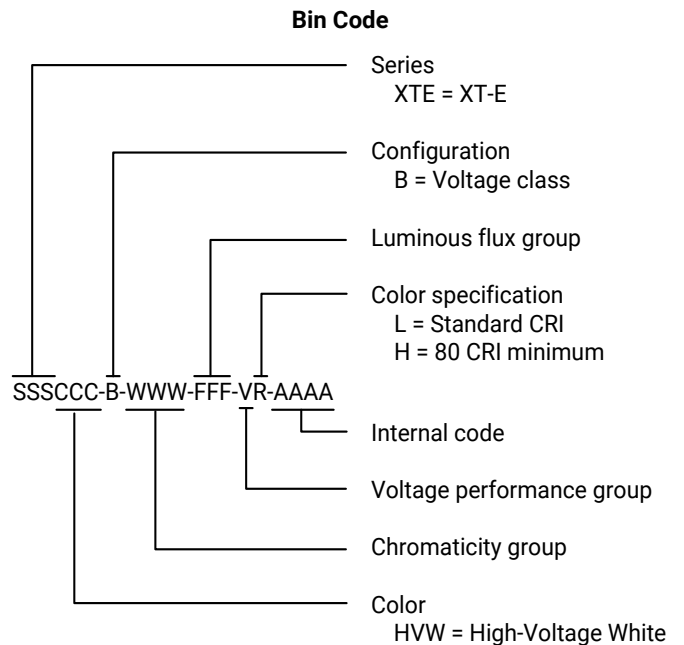 Bin Code
Series
XTE = XT-E
Configuration
B = Voltage class
Luminous flux group
Color specification
L = Standard CRI
H = 80 CRI minimum
SSSCCC-B-WWW-FFF-VR-AAAA
Internal code
Voltage performance group
Chromaticity group
Color
HVW = High-Voltage White